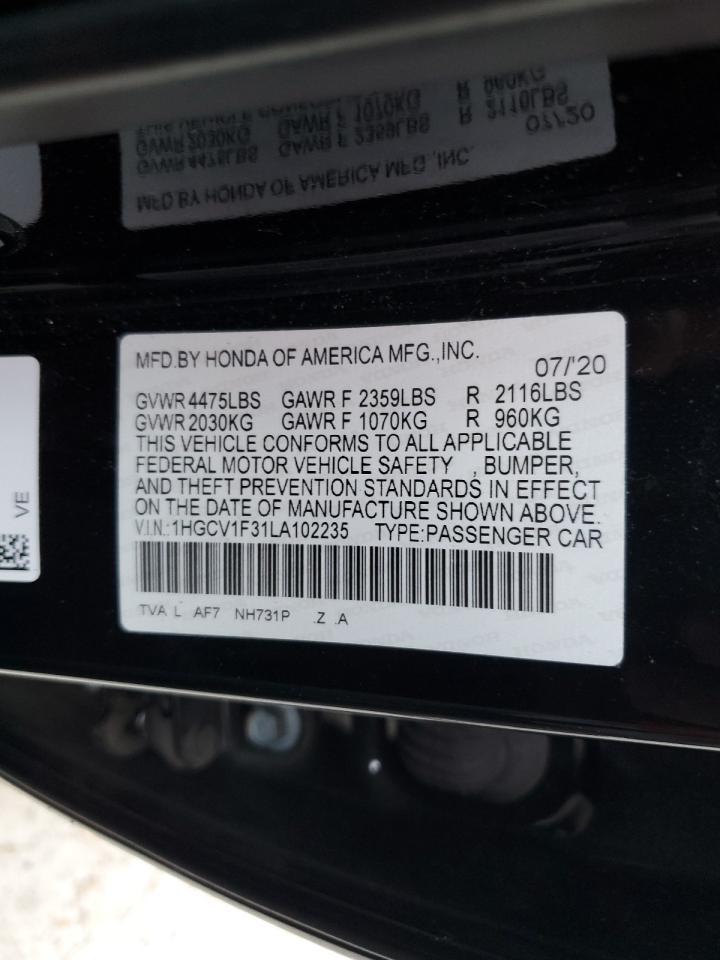 MFD.BY HONDA OF AMERICA MFG.,INC.
07/'20
GVWR 4475LBS GAWR F 2359LBS R 2116LBS
GVWR 2030KG GAWR F 1070KG R 960KG
THIS VEHICLE CONFORMS TO ALL APPLICABLE
FEDERAL MOTOR VEHICLE SAFETY , BUMPER,
AND THEFT PREVENTION STANDARDS IN EFFECT
ON THE DATE OF MANUFACTURE SHOWN ABOVE.
V.I.N.:1HGCV1F31LA102235 TYPE:PASSENGER CAR
TVA L AF7 NH731P .Z .A
VE